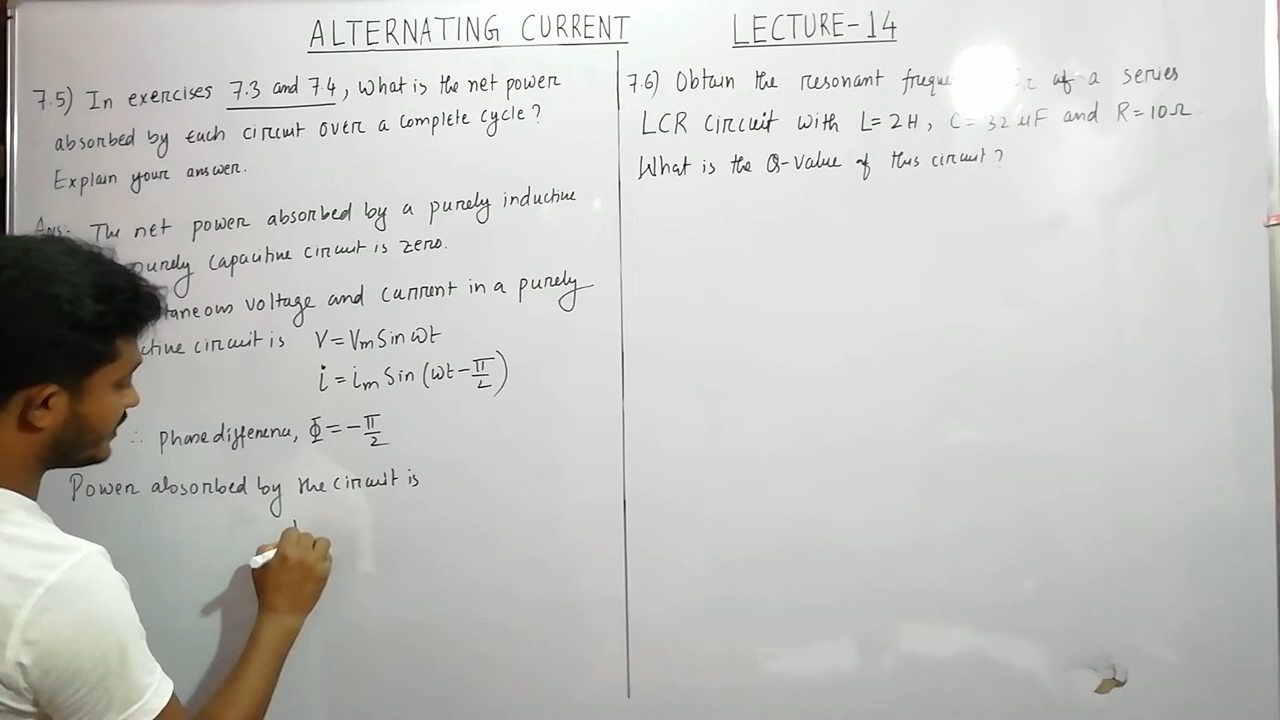 ALTERNATING CURRENT LECTURE-14
7.5) In exercises 7.3 and 7.4, What is the net power
absorbed by each circuit over a complete cycle?
Explain your answer.
Ans:- The net power absorbed by a purely inductive
purely capacitive circuit is zero.
taneous voltage and current in a purely
ctive circuit is V = Vm Sin ωt
i = im Sin (ωt - π/2)
∴ phase difference, Φ = - π/2
Power absorbed by the circuit is
7.6) Obtain the resonant freque of a series
LCR circuit with L = 2H, C = 32 μF and R = 10Ω.
What is the Q-value of this circuit?